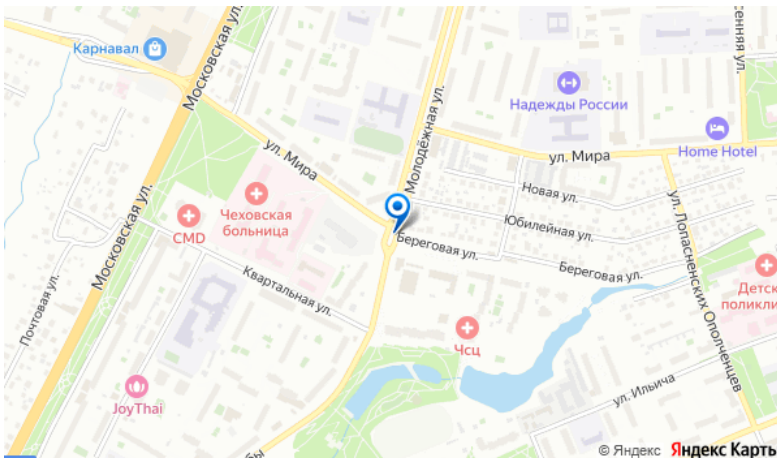 Карнавал
Московская ул.
Молодёжная ул.
Надежды России
ул. Мира
Home Hotel
ул. Мира
Новая ул.
Юбилейная ул.
Чеховская
больница
CMD
Береговая ул.
Береговая ул.
ул. Лопасненских Ополченцев
Московская ул.
Квартальная ул.
Почтовая ул.
Чсц
ул. Ильича
JoyThai
© Яндекс Яндекс Карты